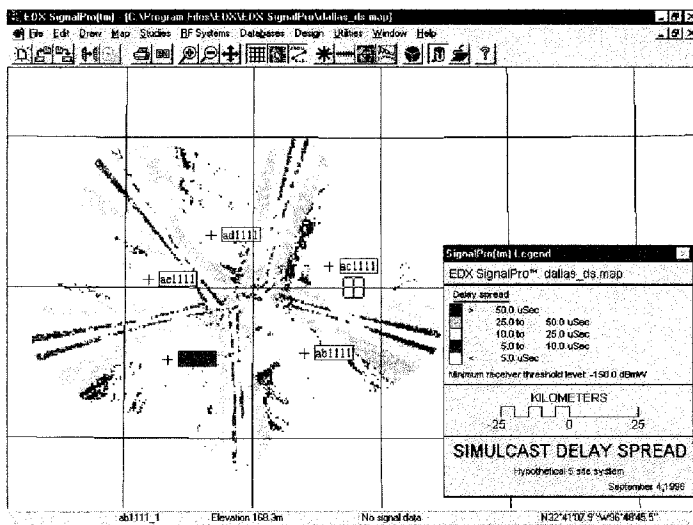 EDX SignalPro(tm) - [C:\Program Files\EDX\EDX SignalPro\dallas_ds.map]
File Edit Draw Map Studies RF Systems Databases Design Utilities Window Help
ad1111
ac1111
ac1111
ab1111
SignalPro(tm) Legend
EDX SignalPro™ dallas_ds.map
Delay spread
> 50.0 uSec
25.0 to 50.0 uSec
10.0 to 25.0 uSec
5.0 to 10.0 uSec
< 5.0 uSec
Minimum receiver threshold level: -150.0 dBmW
KILOMETERS
-25 0 25
SIMULCAST DELAY SPREAD
Hypothetical 5 site system
September 4, 1996
ab1111_1 Elevation 168.3m No signal data N32°41'07.9" W96°48'45.5"